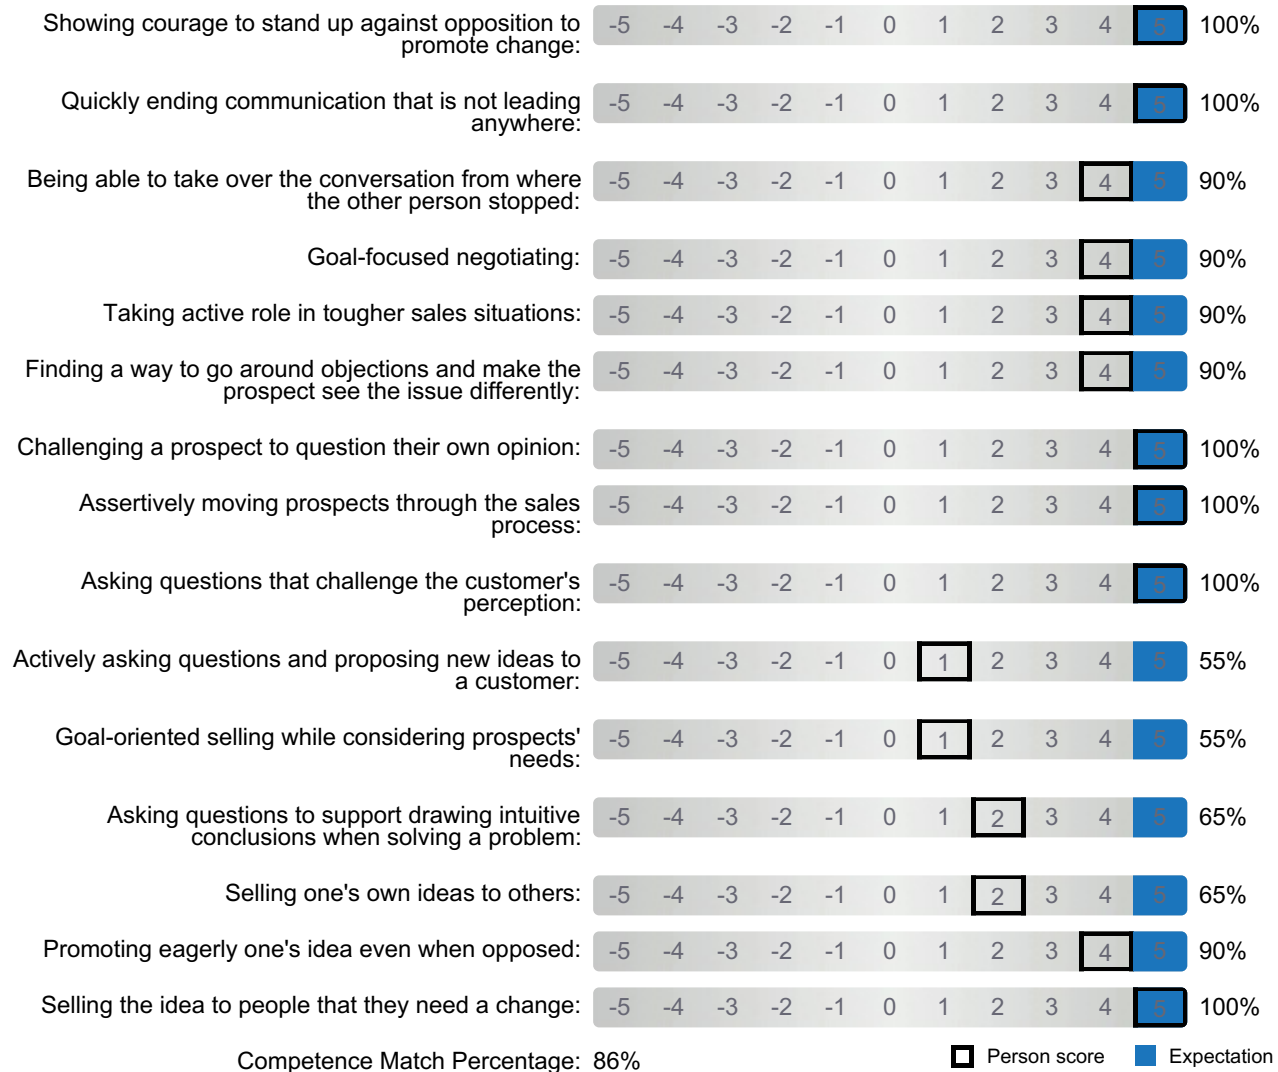 Showing courage to stand up against opposition to
promote change:
-5 -4 -3 -2 -1 0 1 2 3 4 5 100%
Quickly ending communication that is not leading
anywhere:
-5 -4 -3 -2 -1 0 1 2 3 4 5 100%
Being able to take over the conversation from where
the other person stopped:
-5 -4 -3 -2 -1 0 1 2 3 4 5 90%
Goal-focused negotiating: -5 -4 -3 -2 -1 0 1 2 3 4 5 90%
Taking active role in tougher sales situations: -5 -4 -3 -2 -1 0 1 2 3 4 5 90%
Finding a way to go around objections and make the
prospect see the issue differently:
-5 -4 -3 -2 -1 0 1 2 3 4 5 90%
Challenging a prospect to question their own opinion: -5 -4 -3 -2 -1 0 1 2 3 4 5 100%
Assertively moving prospects through the sales
process:
-5 -4 -3 -2 -1 0 1 2 3 4 5 100%
Asking questions that challenge the customer's
perception:
-5 -4 -3 -2 -1 0 1 2 3 4 5 100%
Actively asking questions and proposing new ideas to
a customer:
-5 -4 -3 -2 -1 0 1 2 3 4 5 55%
Goal-oriented selling while considering prospects'
needs:
-5 -4 -3 -2 -1 0 1 2 3 4 5 55%
Asking questions to support drawing intuitive
conclusions when solving a problem:
-5 -4 -3 -2 -1 0 1 2 3 4 5 65%
Selling one's own ideas to others: -5 -4 -3 -2 -1 0 1 2 3 4 5 65%
Promoting eagerly one's idea even when opposed: -5 -4 -3 -2 -1 0 1 2 3 4 5 90%
Selling the idea to people that they need a change: -5 -4 -3 -2 -1 0 1 2 3 4 5 100%
Competence Match Percentage: 86% Person score Expectation